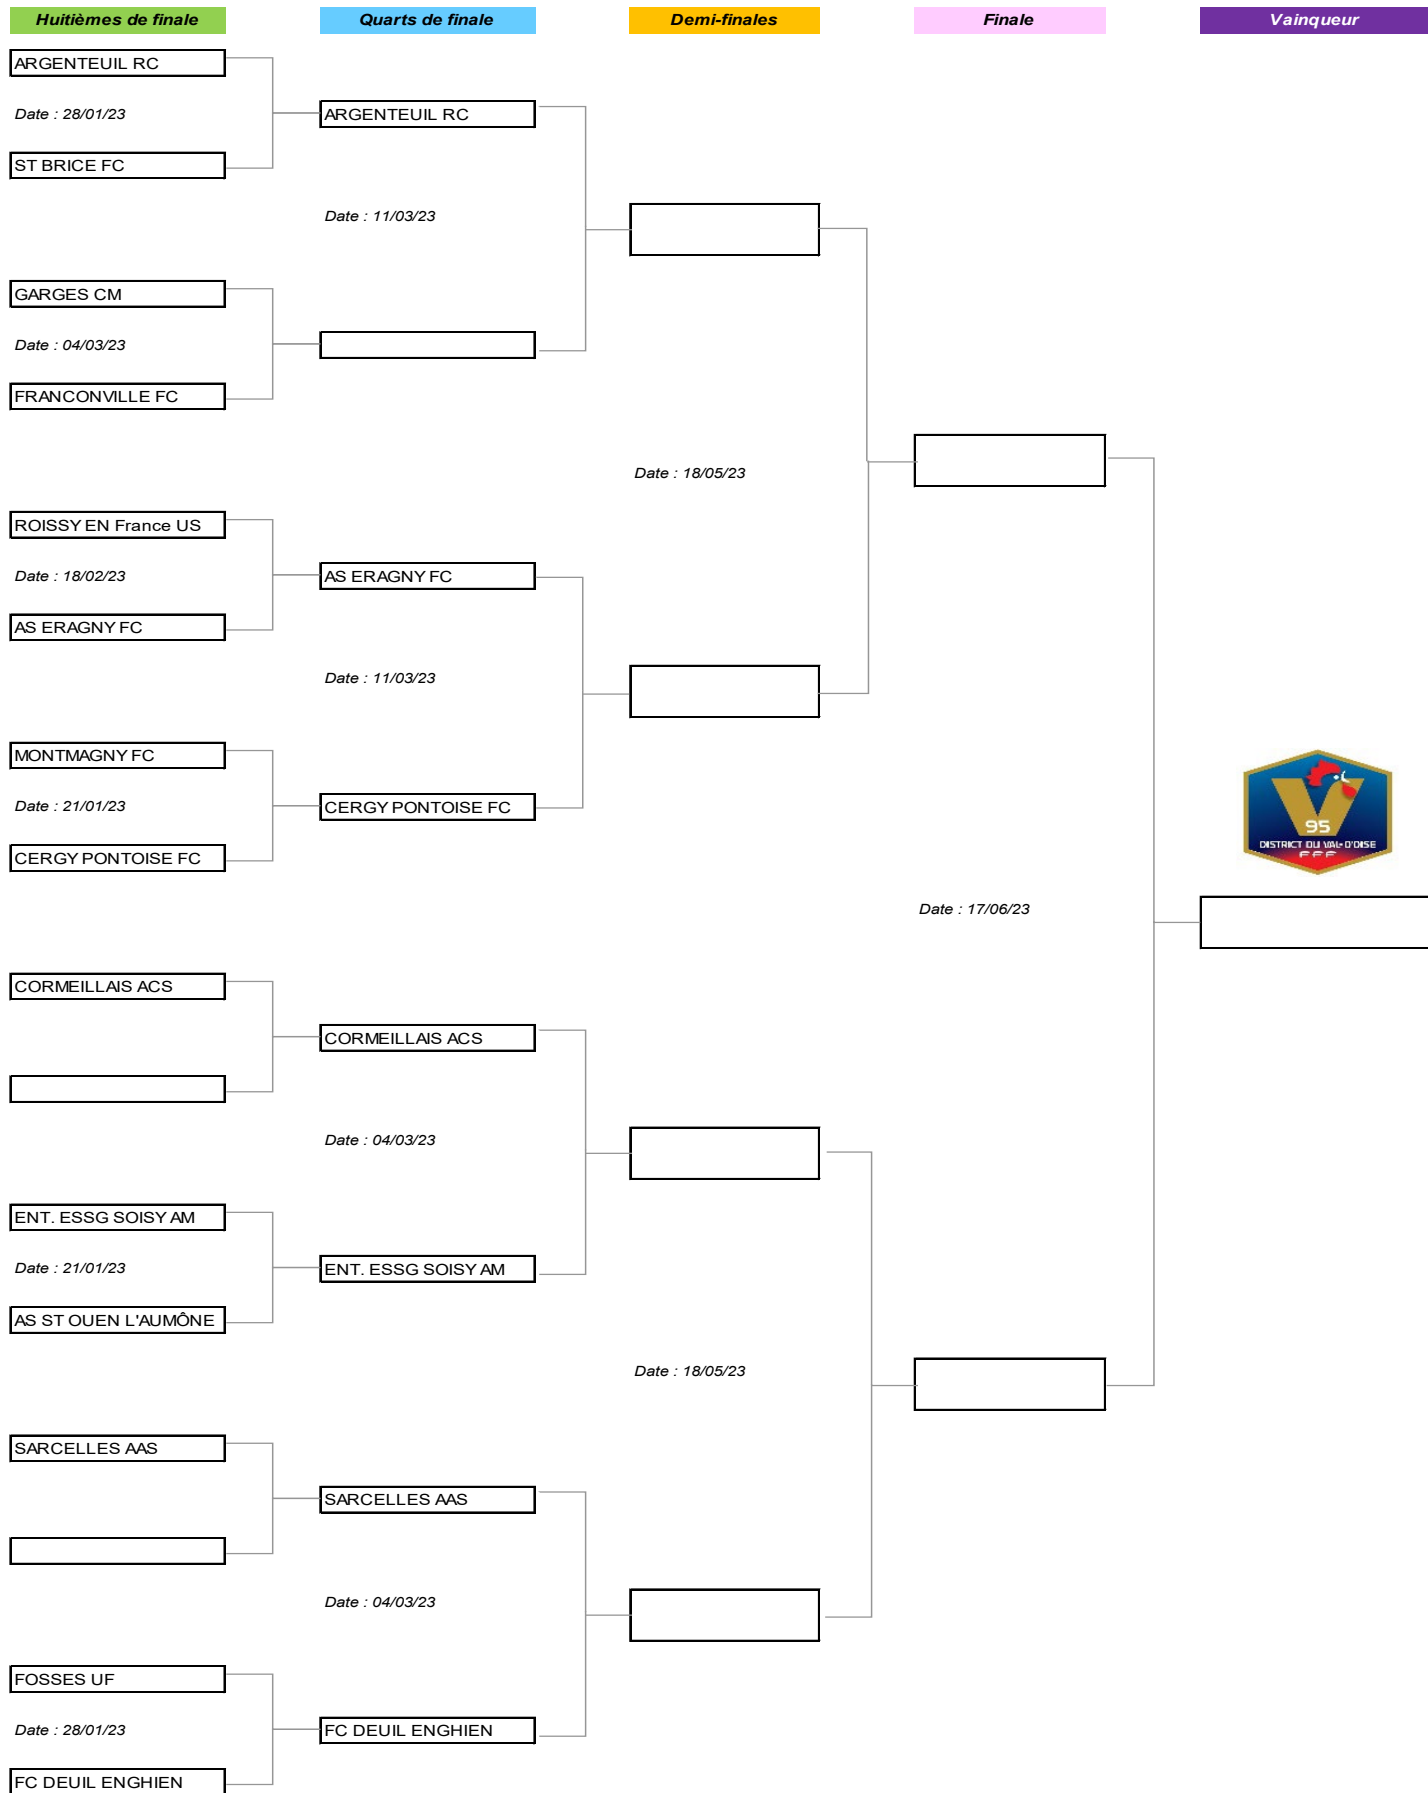 Huitièmes de finale
Quarts de finale
Demi-finales
Finale
Vainqueur
ARGENTEUIL RC
Date : 28/01/23
ARGENTEUIL RC
ST BRICE FC
Date : 11/03/23
GARGES CM
Date : 04/03/23
FRANCONVILLE FC
Date : 18/05/23
ROISSY EN France US
Date : 18/02/23
AS ERAGNY FC
AS ERAGNY FC
Date : 11/03/23
MONTMAGNY FC
Date : 21/01/23
CERGY PONTOISE FC
CERGY PONTOISE FC
95
DISTRICT DU VAL-D'OISE
FFF
Date : 17/06/23
CORMEILLAIS ACS
CORMEILLAIS ACS
Date : 04/03/23
ENT. ESSG SOISY AM
Date : 21/01/23
ENT. ESSG SOISY AM
AS ST OUEN L'AUMÔNE
Date : 18/05/23
SARCELLES AAS
SARCELLES AAS
Date : 04/03/23
FOSSES UF
Date : 28/01/23
FC DEUIL ENGHIEN
FC DEUIL ENGHIEN